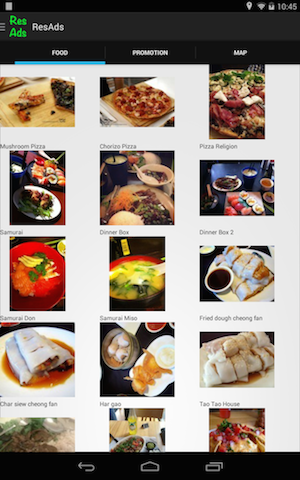 10:45
Res
Ads
ResAds
FOOD PROMOTION MAP
Mushroom Pizza Chorizo Pizza Pizza Religion
Samurai Dinner Box Dinner Box 2
Samurai Don Samurai Miso Fried dough cheong fan
Char siew cheong fan Har gao Tao Tao House